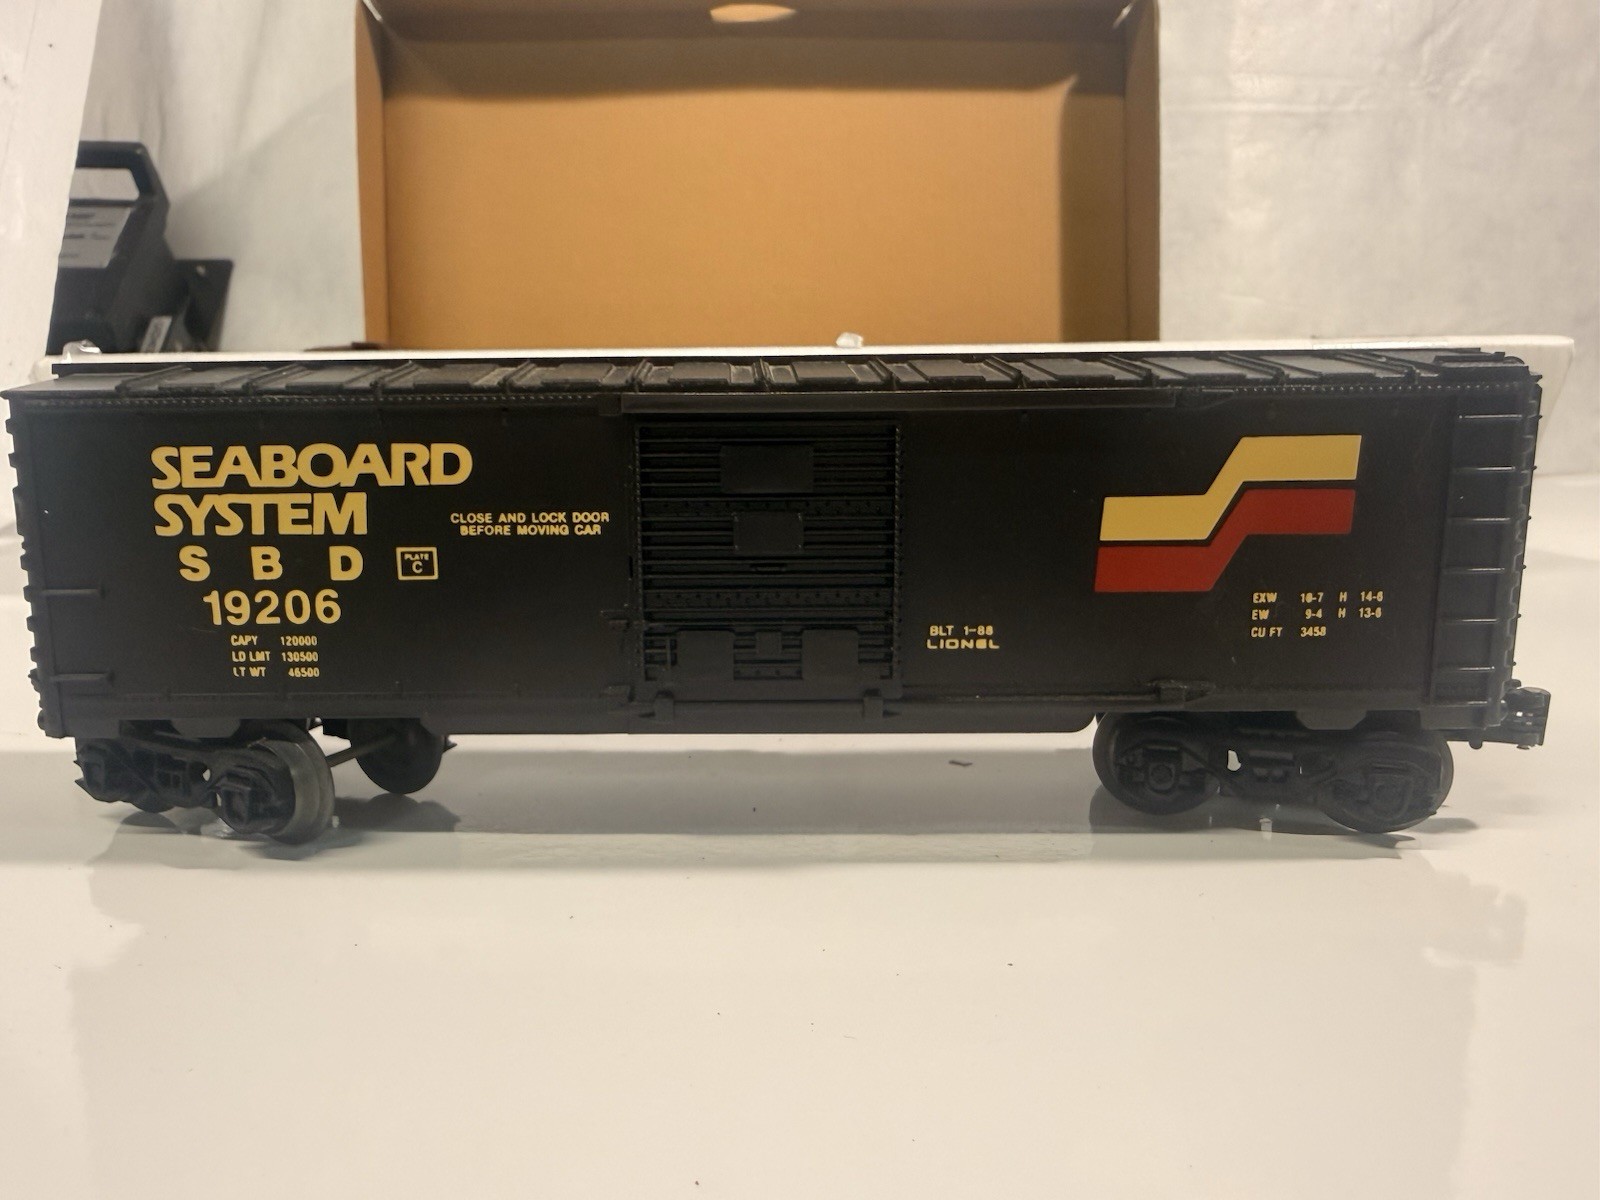 SEABOARD
SYSTEM
S B D
19206
PLATE
C
CAPY 120000
LD LMT 130500
LT WT 46500
CLOSE AND LOCK DOOR
BEFORE MOVING CAR
BLT 1-88
LIONEL
EXW 16-7 H 14-6
EW 9-4 H 13-6
CU FT 3458